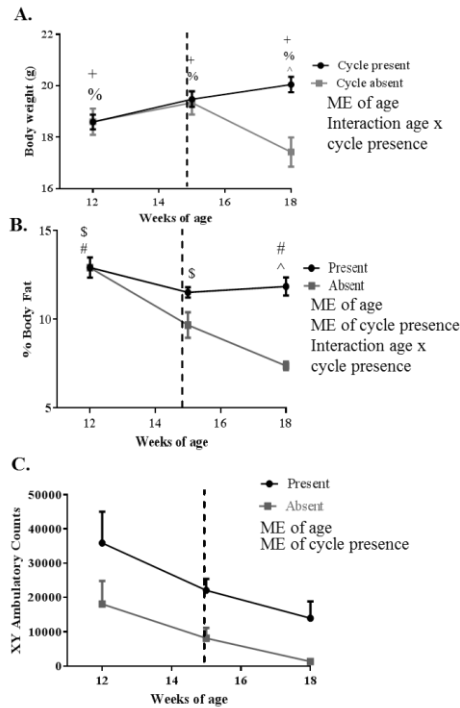 A.
Body weight (g)
22
20
18
16
+
%
+
%
+
%
^
Cycle present
Cycle absent
ME of age
Interaction age x
cycle presence
12
14
16
18
Weeks of age
B.
% Body Fat
15
10
5
$
#
$
#
^
Present
Absent
ME of age
ME of cycle presence
Interaction age x
cycle presence
12
14
16
18
Weeks of age
C.
XY Ambulatory Counts
50000
40000
30000
20000
10000
0
Present
Absent
ME of age
ME of cycle presence
12
14
16
18
Weeks of age